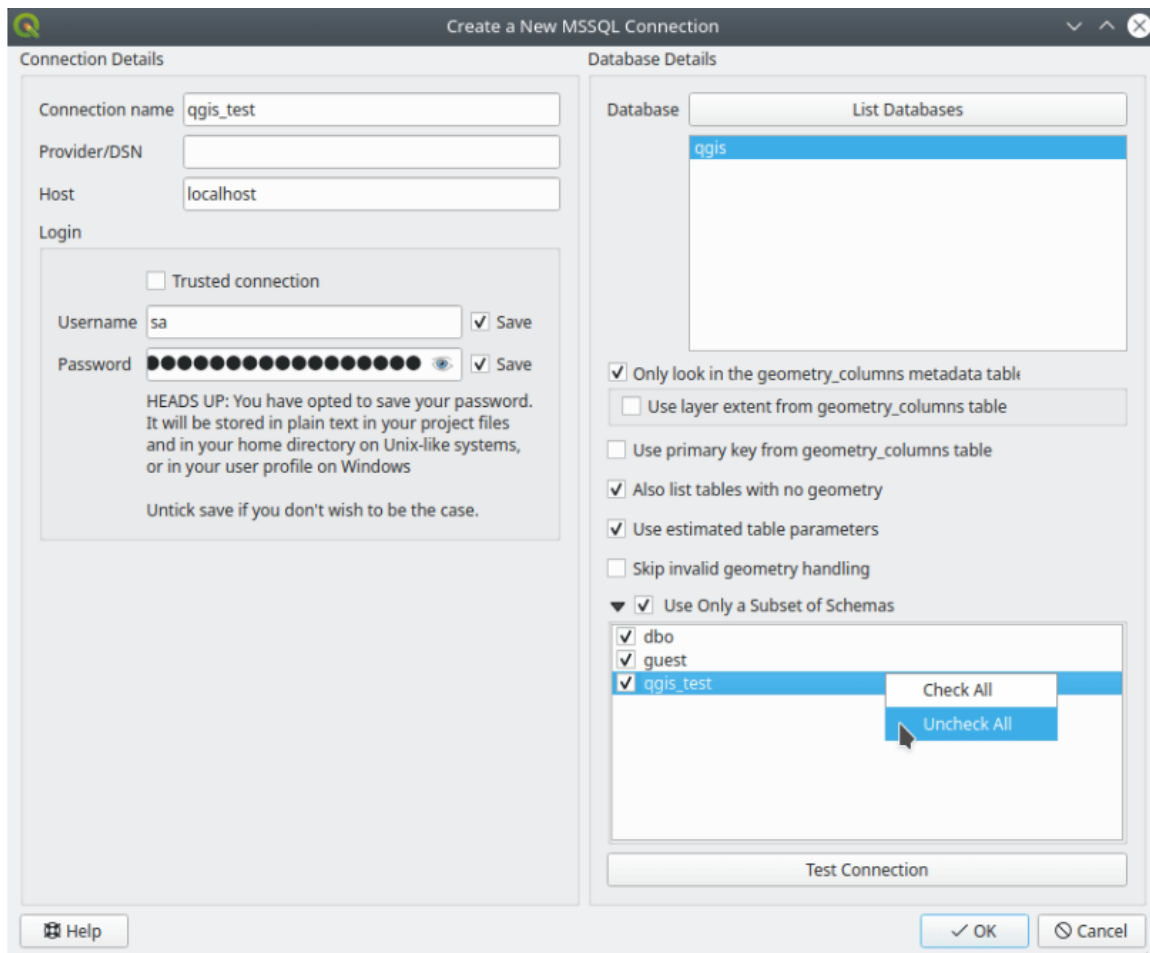 Create a New MSSQL Connection
Connection Details
Connection name qgis_test
Provider/DSN
Host localhost
Login
Trusted connection
Username sa Save
Password ●●●●●●●●●●●●●●●●● Save
HEADS UP: You have opted to save your password.
It will be stored in plain text in your project files
and in your home directory on Unix-like systems,
or in your user profile on Windows
Untick save if you don't wish to be the case.
Database Details
Database List Databases
qgis
Only look in the geometry_columns metadata table
Use layer extent from geometry_columns table
Use primary key from geometry_columns table
Also list tables with no geometry
Use estimated table parameters
Skip invalid geometry handling
Use Only a Subset of Schemas
dbo
guest
qgis_test
Check All
Uncheck All
Test Connection
Help
OK
Cancel